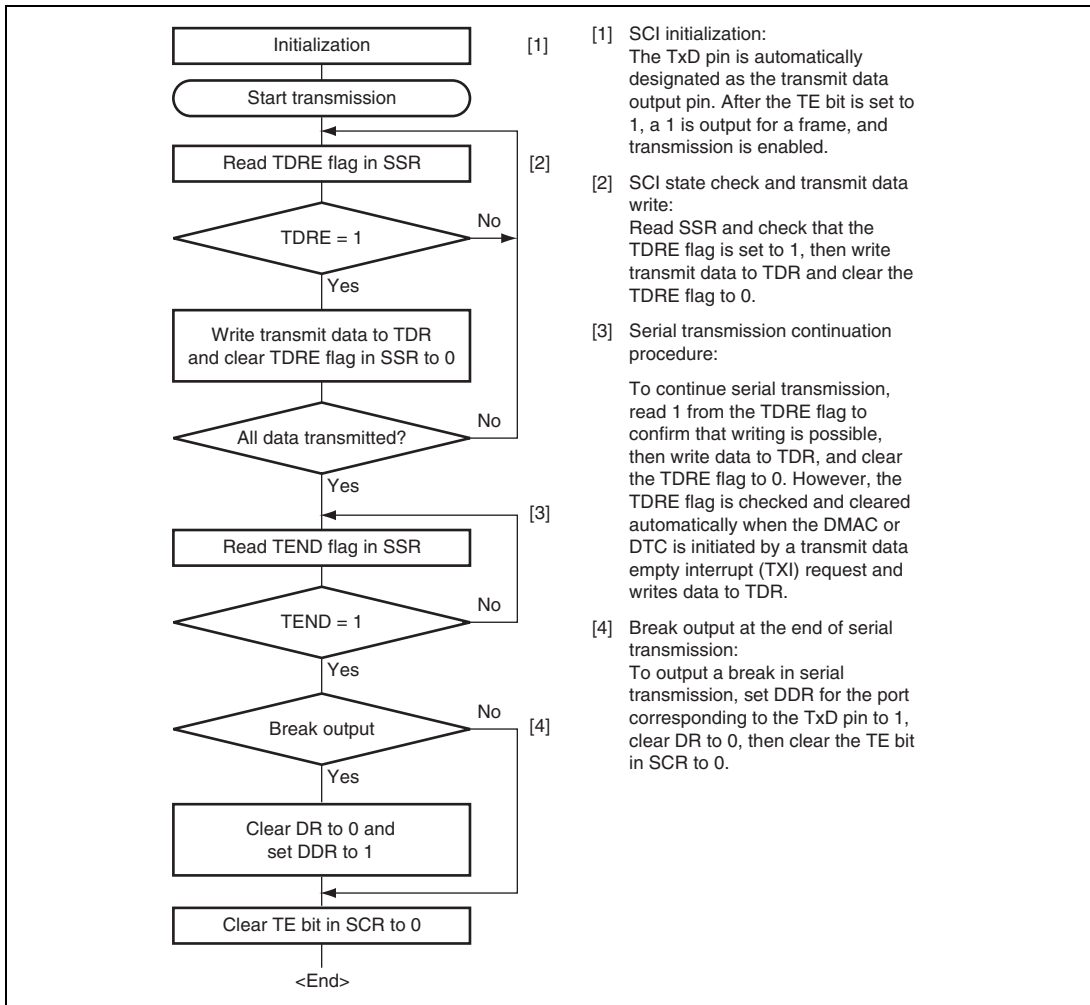 Initialization [1]
Start transmission
Read TDRE flag in SSR [2]
No
TDRE = 1
Yes
Write transmit data to TDR
and clear TDRE flag in SSR to 0
No
All data transmitted?
Yes
[3]
Read TEND flag in SSR
No
TEND = 1
Yes
No
Break output [4]
Yes
Clear DR to 0 and
set DDR to 1
Clear TE bit in SCR to 0
<End>
[1] SCI initialization:
The TxD pin is automatically
designated as the transmit data
output pin. After the TE bit is set to
1, a 1 is output for a frame, and
transmission is enabled.
[2] SCI state check and transmit data
write:
Read SSR and check that the
TDRE flag is set to 1, then write
transmit data to TDR and clear the
TDRE flag to 0.
[3] Serial transmission continuation
procedure:
To continue serial transmission,
read 1 from the TDRE flag to
confirm that writing is possible,
then write data to TDR, and clear
the TDRE flag to 0. However, the
TDRE flag is checked and cleared
automatically when the DMAC or
DTC is initiated by a transmit data
empty interrupt (TXI) request and
writes data to TDR.
[4] Break output at the end of serial
transmission:
To output a break in serial
transmission, set DDR for the port
corresponding to the TxD pin to 1,
clear DR to 0, then clear the TE bit
in SCR to 0.